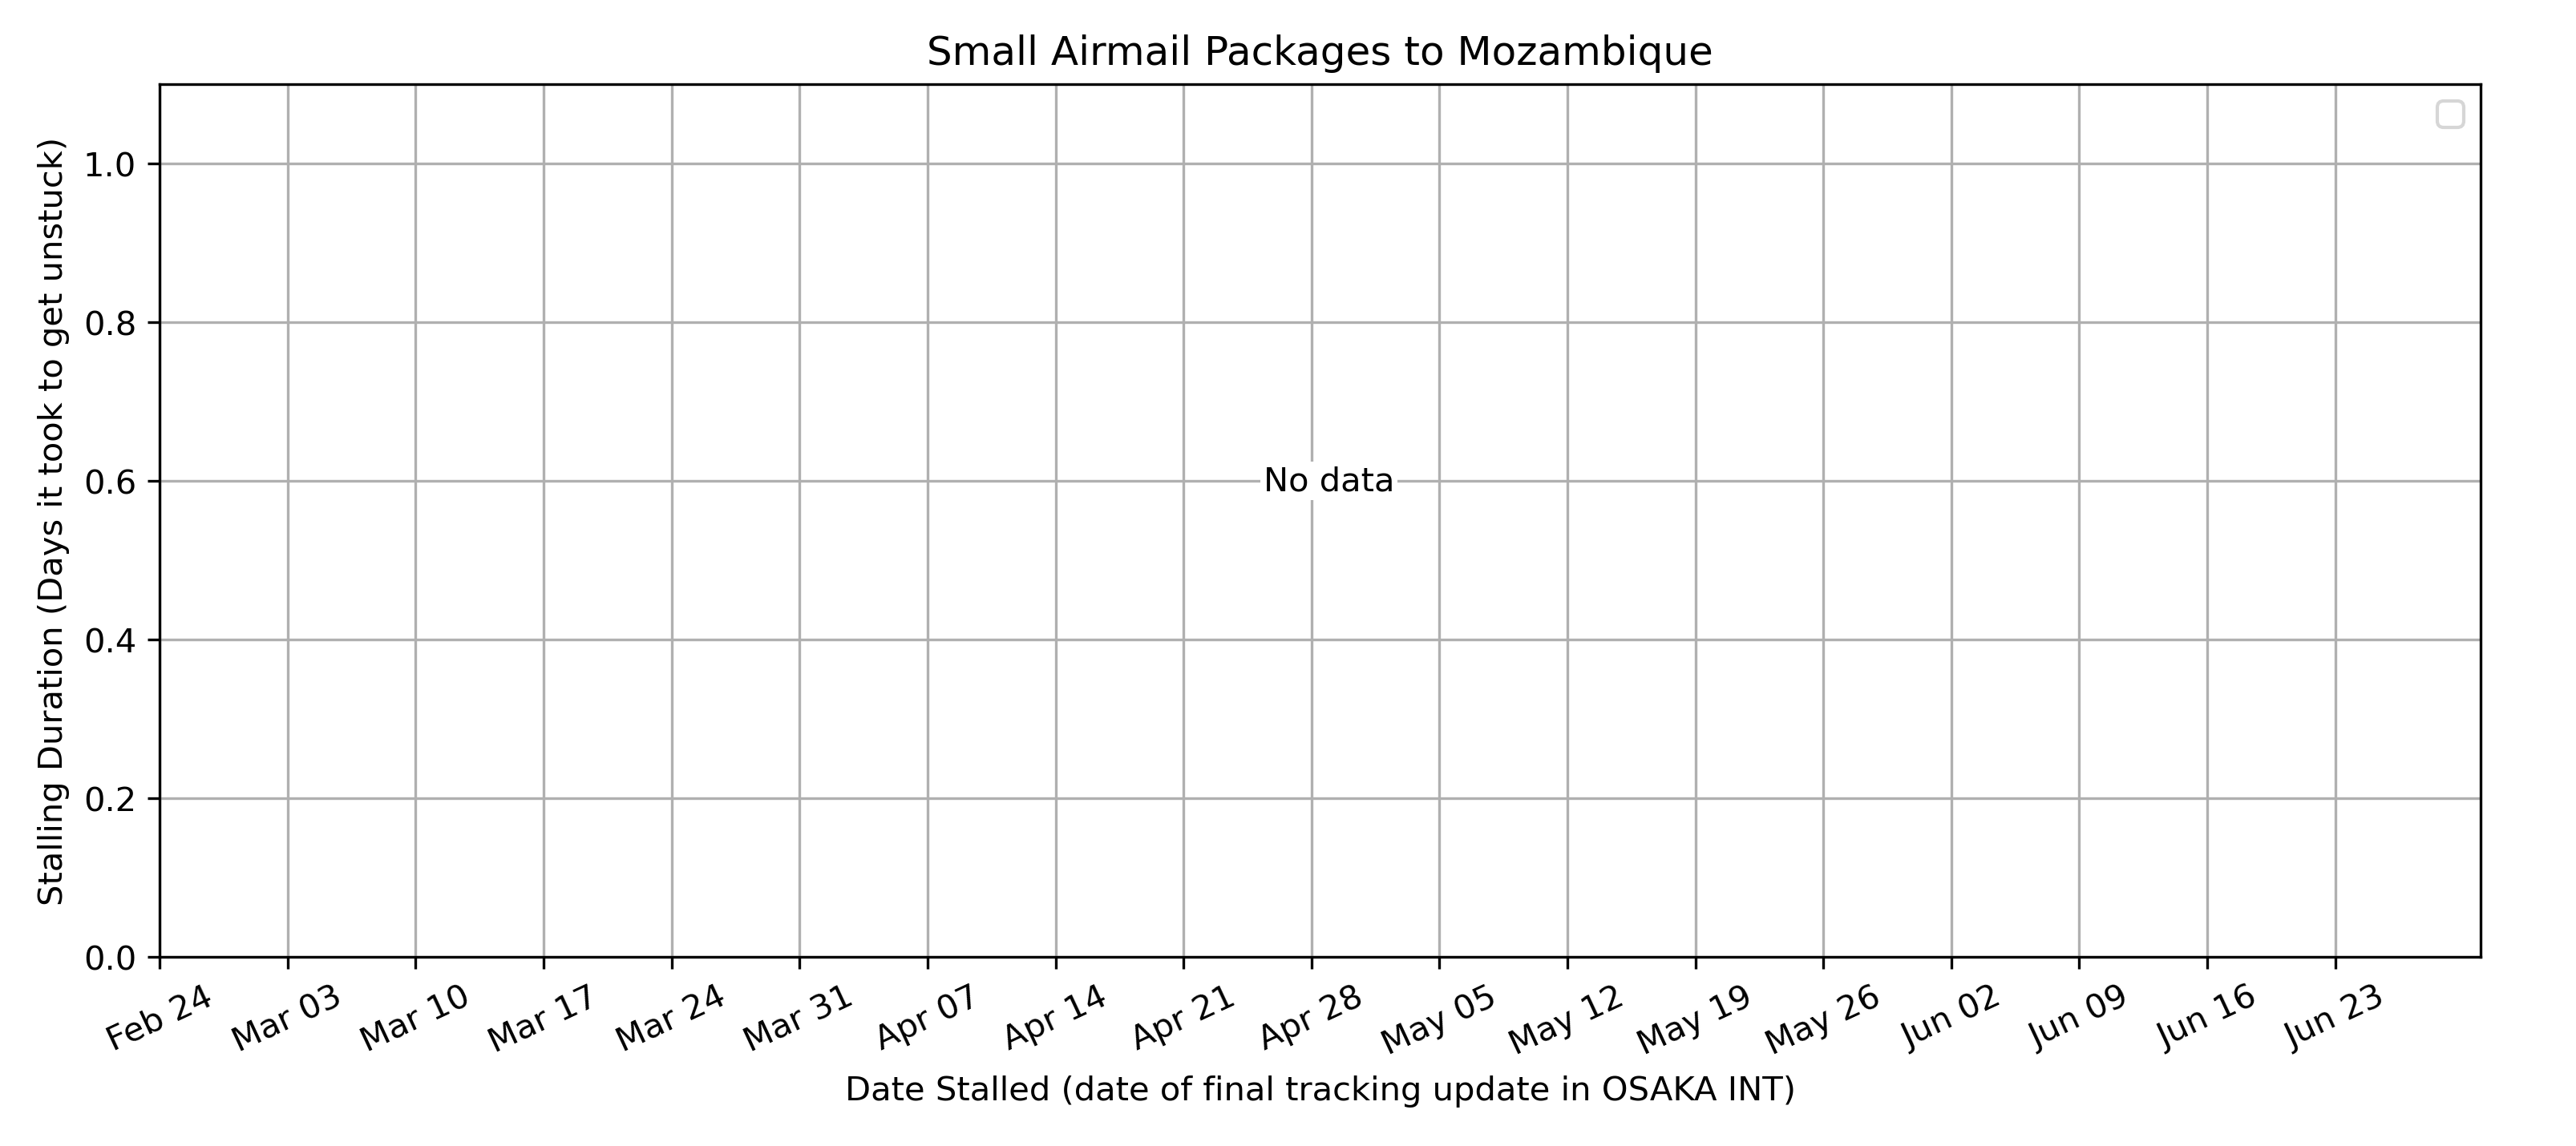 Small Airmail Packages to Mozambique
Stalling Duration (Days it took to get unstuck)
1.0
0.8
0.6
0.4
0.2
0.0
No data
Feb 24
Mar 03
Mar 10
Mar 17
Mar 24
Mar 31
Apr 07
Apr 14
Apr 21
Apr 28
May 05
May 12
May 19
May 26
Jun 02
Jun 09
Jun 16
Jun 23
Date Stalled (date of final tracking update in OSAKA INT)